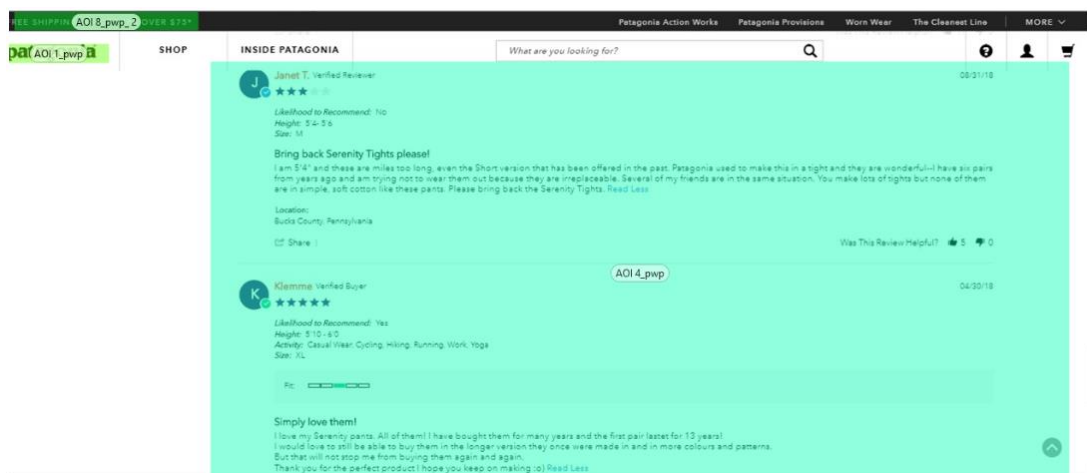 FREE SHIPPIN AOI 8_pwp_2 OVER $75*
Patagonia Action Works Patagonia Provisions Worn Wear The Cleanest Line MORE
pa AOI 1_pwp a SHOP INSIDE PATAGONIA What are you looking for?
Janet T. Verified Reviewer 08/31/18
Likelihood to Recommend: No
Height: 5'4- 5'6
Size: M
Bring back Serenity Tights please!
I am 5'4" and these are miles too long, even the Short version that has been offered in the past. Patagonia used to make this in a tight and they are wonderful--I have six pairs
from years ago and am trying not to wear them out because they are irreplaceable. Several of my friends are in the same situation. You make lots of tights but none of them
are in simple, soft cotton like these pants. Please bring back the Serenity Tights. Read Less
Location:
Bucks County, Pennsylvania
Share Was This Review Helpful? 5 0
AOI 4_pwp
K Klemme Verified Buyer 04/30/18
Likelihood to Recommend: Yes
Height: 5'10 - 6'0
Activity: Casual Wear, Cycling, Hiking, Running, Work, Yoga
Size: XL
Fit:
Simply love them!
I love my Serenity pants. All of them! I have bought them for many years and the first pair lastet for 13 years!
I would love to still be able to buy them in the longer version they once were made in and in more colours and patterns.
But that will not stop me from buying them again and again.
Thank you for the perfect product I hope you keep on making :o) Read Less